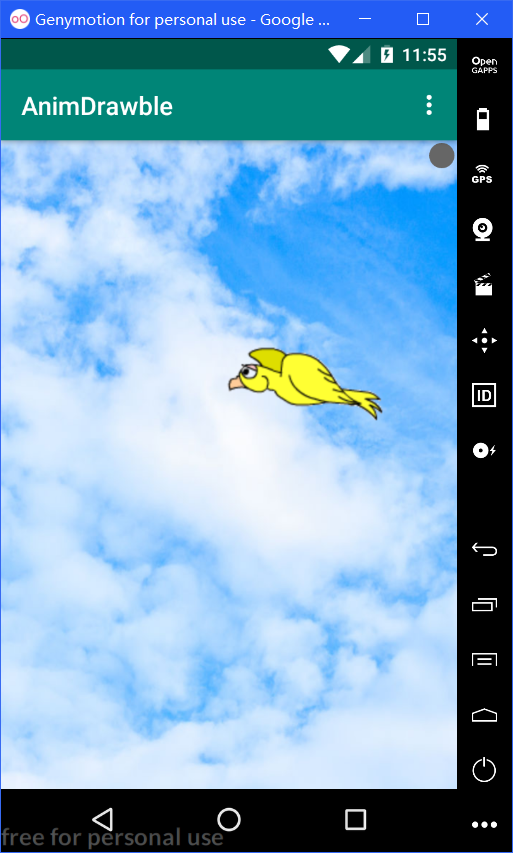 Genymotion for personal use - Google ...
11:55
Open
GAPPS
AnimDrawble
GPS
ID
free for personal use